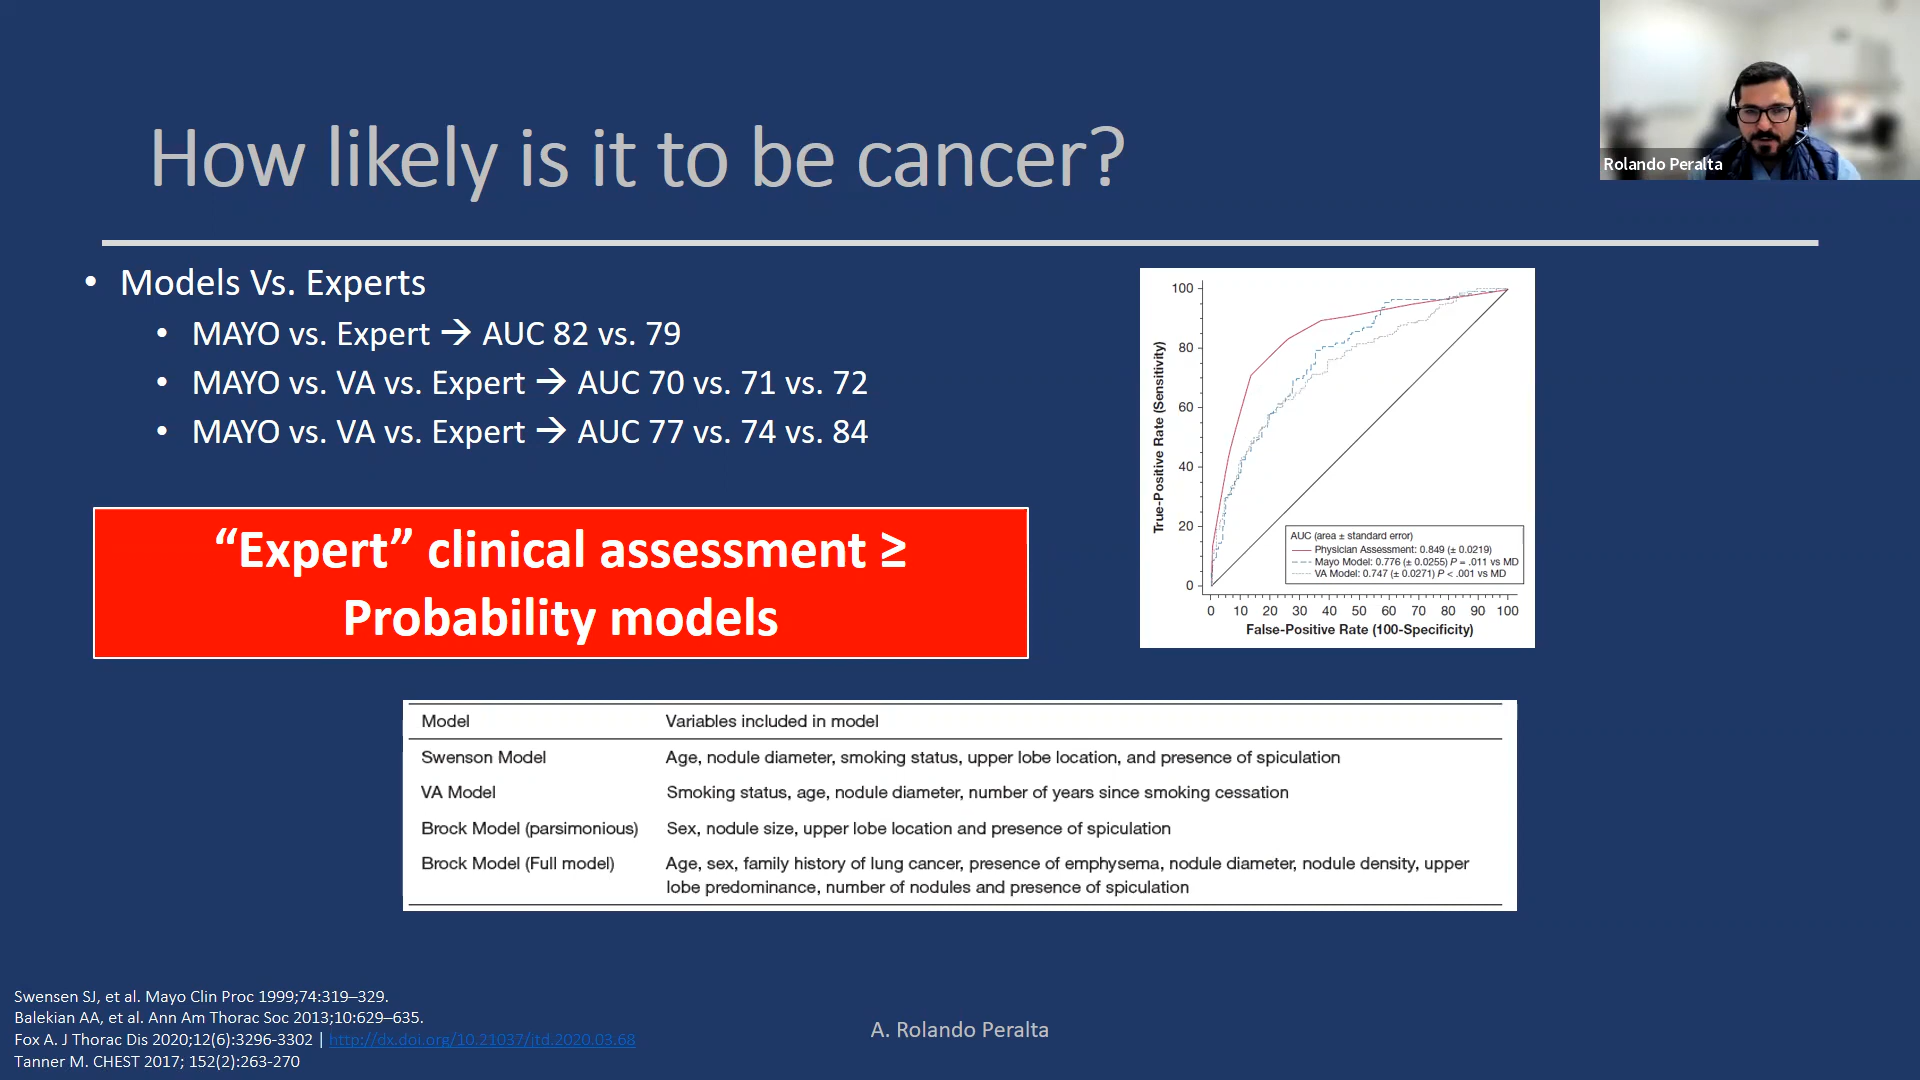 Rolando Peralta
How likely is it to be cancer?
• Models Vs. Experts
• MAYO vs. Expert → AUC 82 vs. 79
• MAYO vs. VA vs. Expert → AUC 70 vs. 71 vs. 72
• MAYO vs. VA vs. Expert → AUC 77 vs. 74 vs. 84
“Expert” clinical assessment ≥
Probability models
True-Positive Rate (Sensitivity)
100
80
60
40
20
0
AUC (area ± standard error)
Physician Assessment: 0.849 (± 0.0219)
Mayo Model: 0.776 (± 0.0255) P = .011 vs MD
VA Model: 0.747 (± 0.0271) P < .001 vs MD
0 10 20 30 40 50 60 70 80 90 100
False-Positive Rate (100-Specificity)
Model Variables included in model
Swenson Model Age, nodule diameter, smoking status, upper lobe location, and presence of spiculation
VA Model Smoking status, age, nodule diameter, number of years since smoking cessation
Brock Model (parsimonious) Sex, nodule size, upper lobe location and presence of spiculation
Brock Model (Full model) Age, sex, family history of lung cancer, presence of emphysema, nodule diameter, nodule density, upper
lobe predominance, number of nodules and presence of spiculation
Swensen SJ, et al. Mayo Clin Proc 1999;74:319–329.
Balekian AA, et al. Ann Am Thorac Soc 2013;10:629–635.
Fox A. J Thorac Dis 2020;12(6):3296-3302 | http://dx.doi.org/10.21037/jtd.2020.03.68
Tanner M. CHEST 2017; 152(2):263-270
A. Rolando Peralta